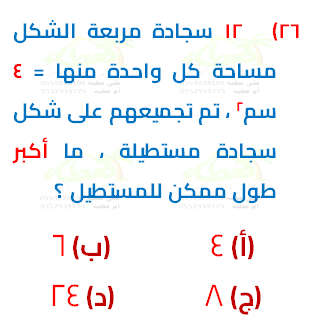 ٢٦) ١٢ سجادة مربعة الشكل
مساحة كل واحدة منها = ٤
سم٢ ، تم تجميعهم على شكل
سجادة مستطيلة ، ما أكبر
طول ممكن للمستطيل ؟
(أ) ٤ (ب) ٦
(ج) ٨ (د) ٢٤